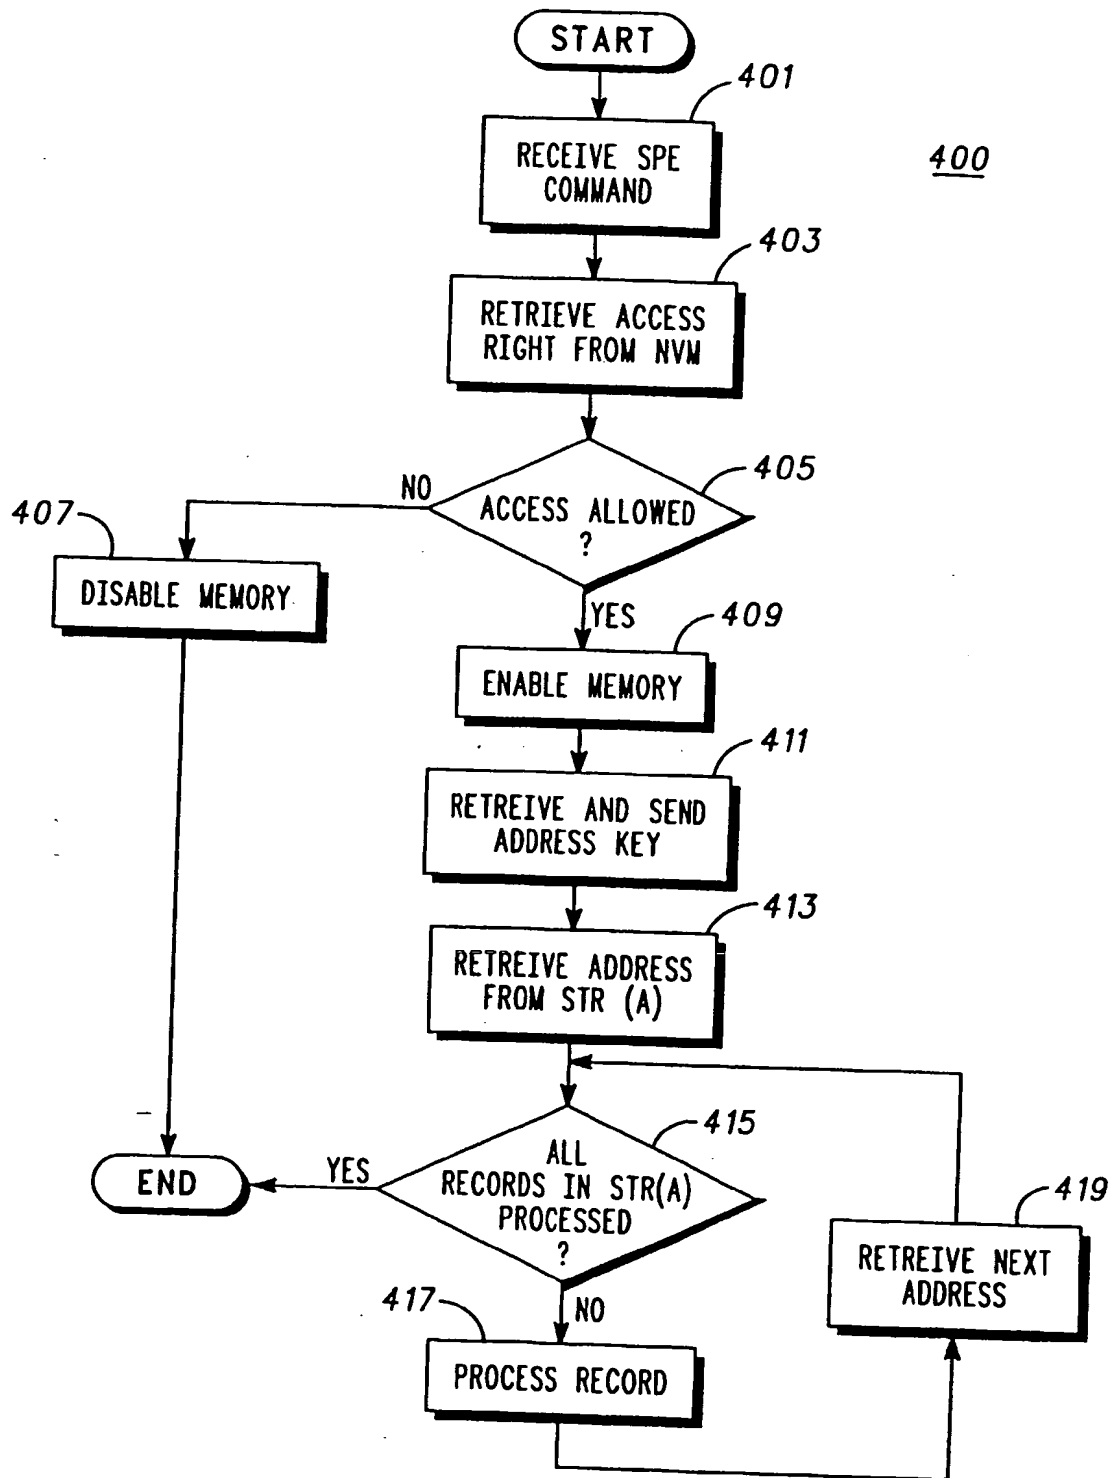 START
401
RECEIVE SPE
COMMAND
400
403
RETRIEVE ACCESS
RIGHT FROM NVM
405
NO
ACCESS ALLOWED
?
407
DISABLE MEMORY
YES
409
ENABLE MEMORY
411
RETREIVE AND SEND
ADDRESS KEY
413
RETREIVE ADDRESS
FROM STR (A)
415
ALL
RECORDS IN STR(A)
PROCESSED
?
YES
END
419
RETREIVE NEXT
ADDRESS
NO
417
PROCESS RECORD